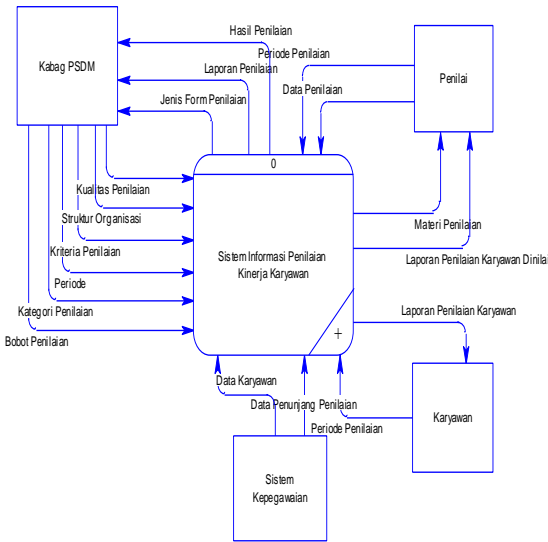 Hasil Penilaian
Kabag PSDM
Periode Penilaian
Laporan Penilaian
Penilai
Data Penilaian
Jenis Form Penilaian
0
Kualitas Penilaian
Struktur Organisasi
Materi Penilaian
Kriteria Penilaian
Sistem Informasi Penilaian
Kinerja Karyawan
Laporan Penilaian Karyawan Dinilai
Periode
Kategori Penilaian
Laporan Penilaian Karyawan
Bobot Penilaian
+
Data Karyawan
Data Penunjang Penilaian
Periode Penilaian
Karyawan
Sistem
Kepegawaian